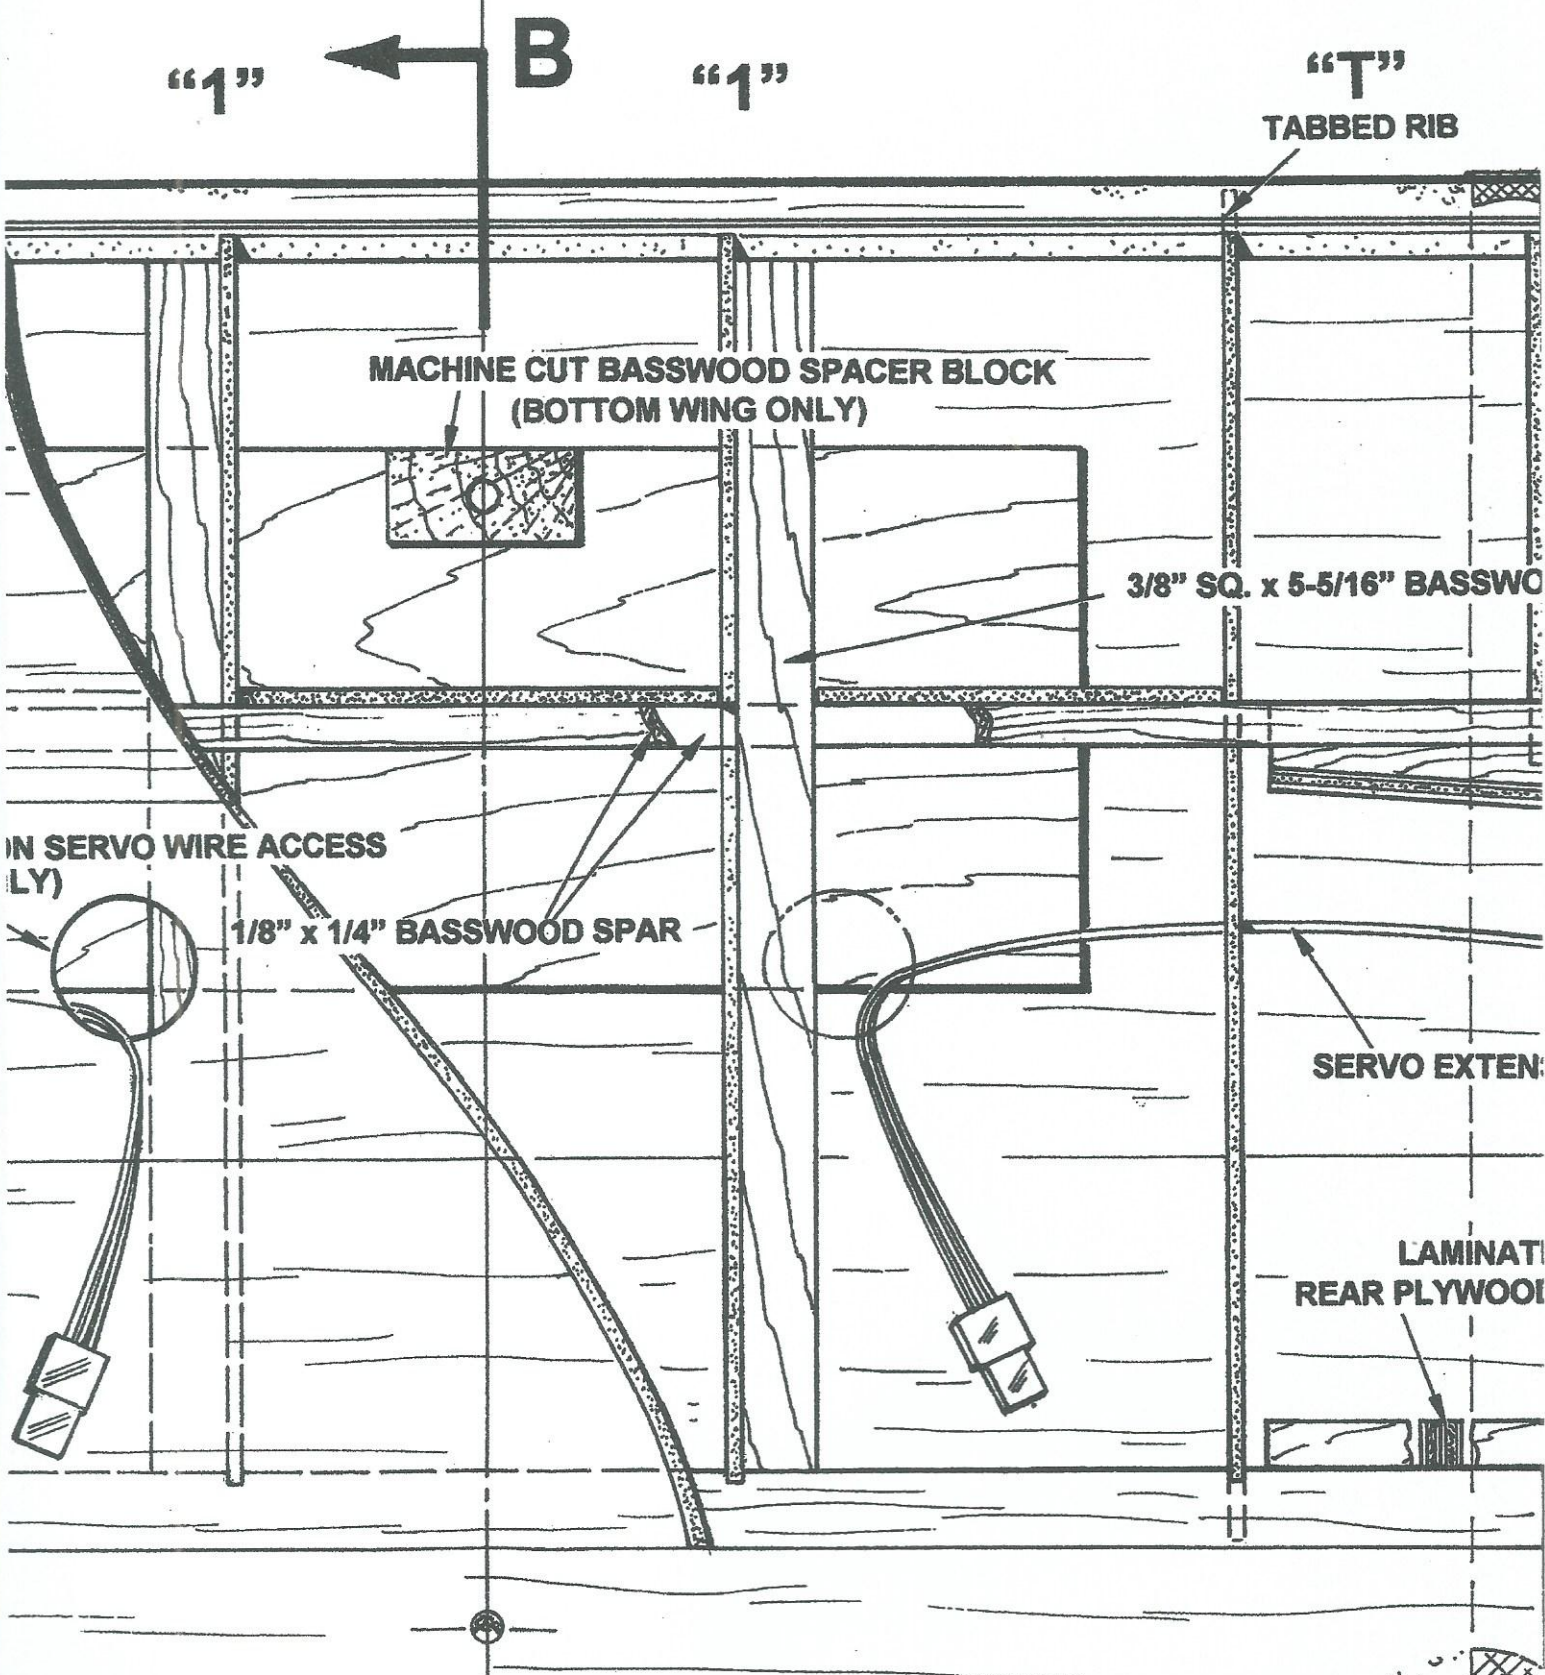 B
“1”
“1”
“T”
TABBED RIB
MACHINE CUT BASSWOOD SPACER BLOCK
(BOTTOM WING ONLY)
3/8” SQ. x 5-5/16” BASSWO
N SERVO WIRE ACCESS
LY)
1/8” x 1/4” BASSWOOD SPAR
SERVO EXTEN
LAMINAT
REAR PLYWOO